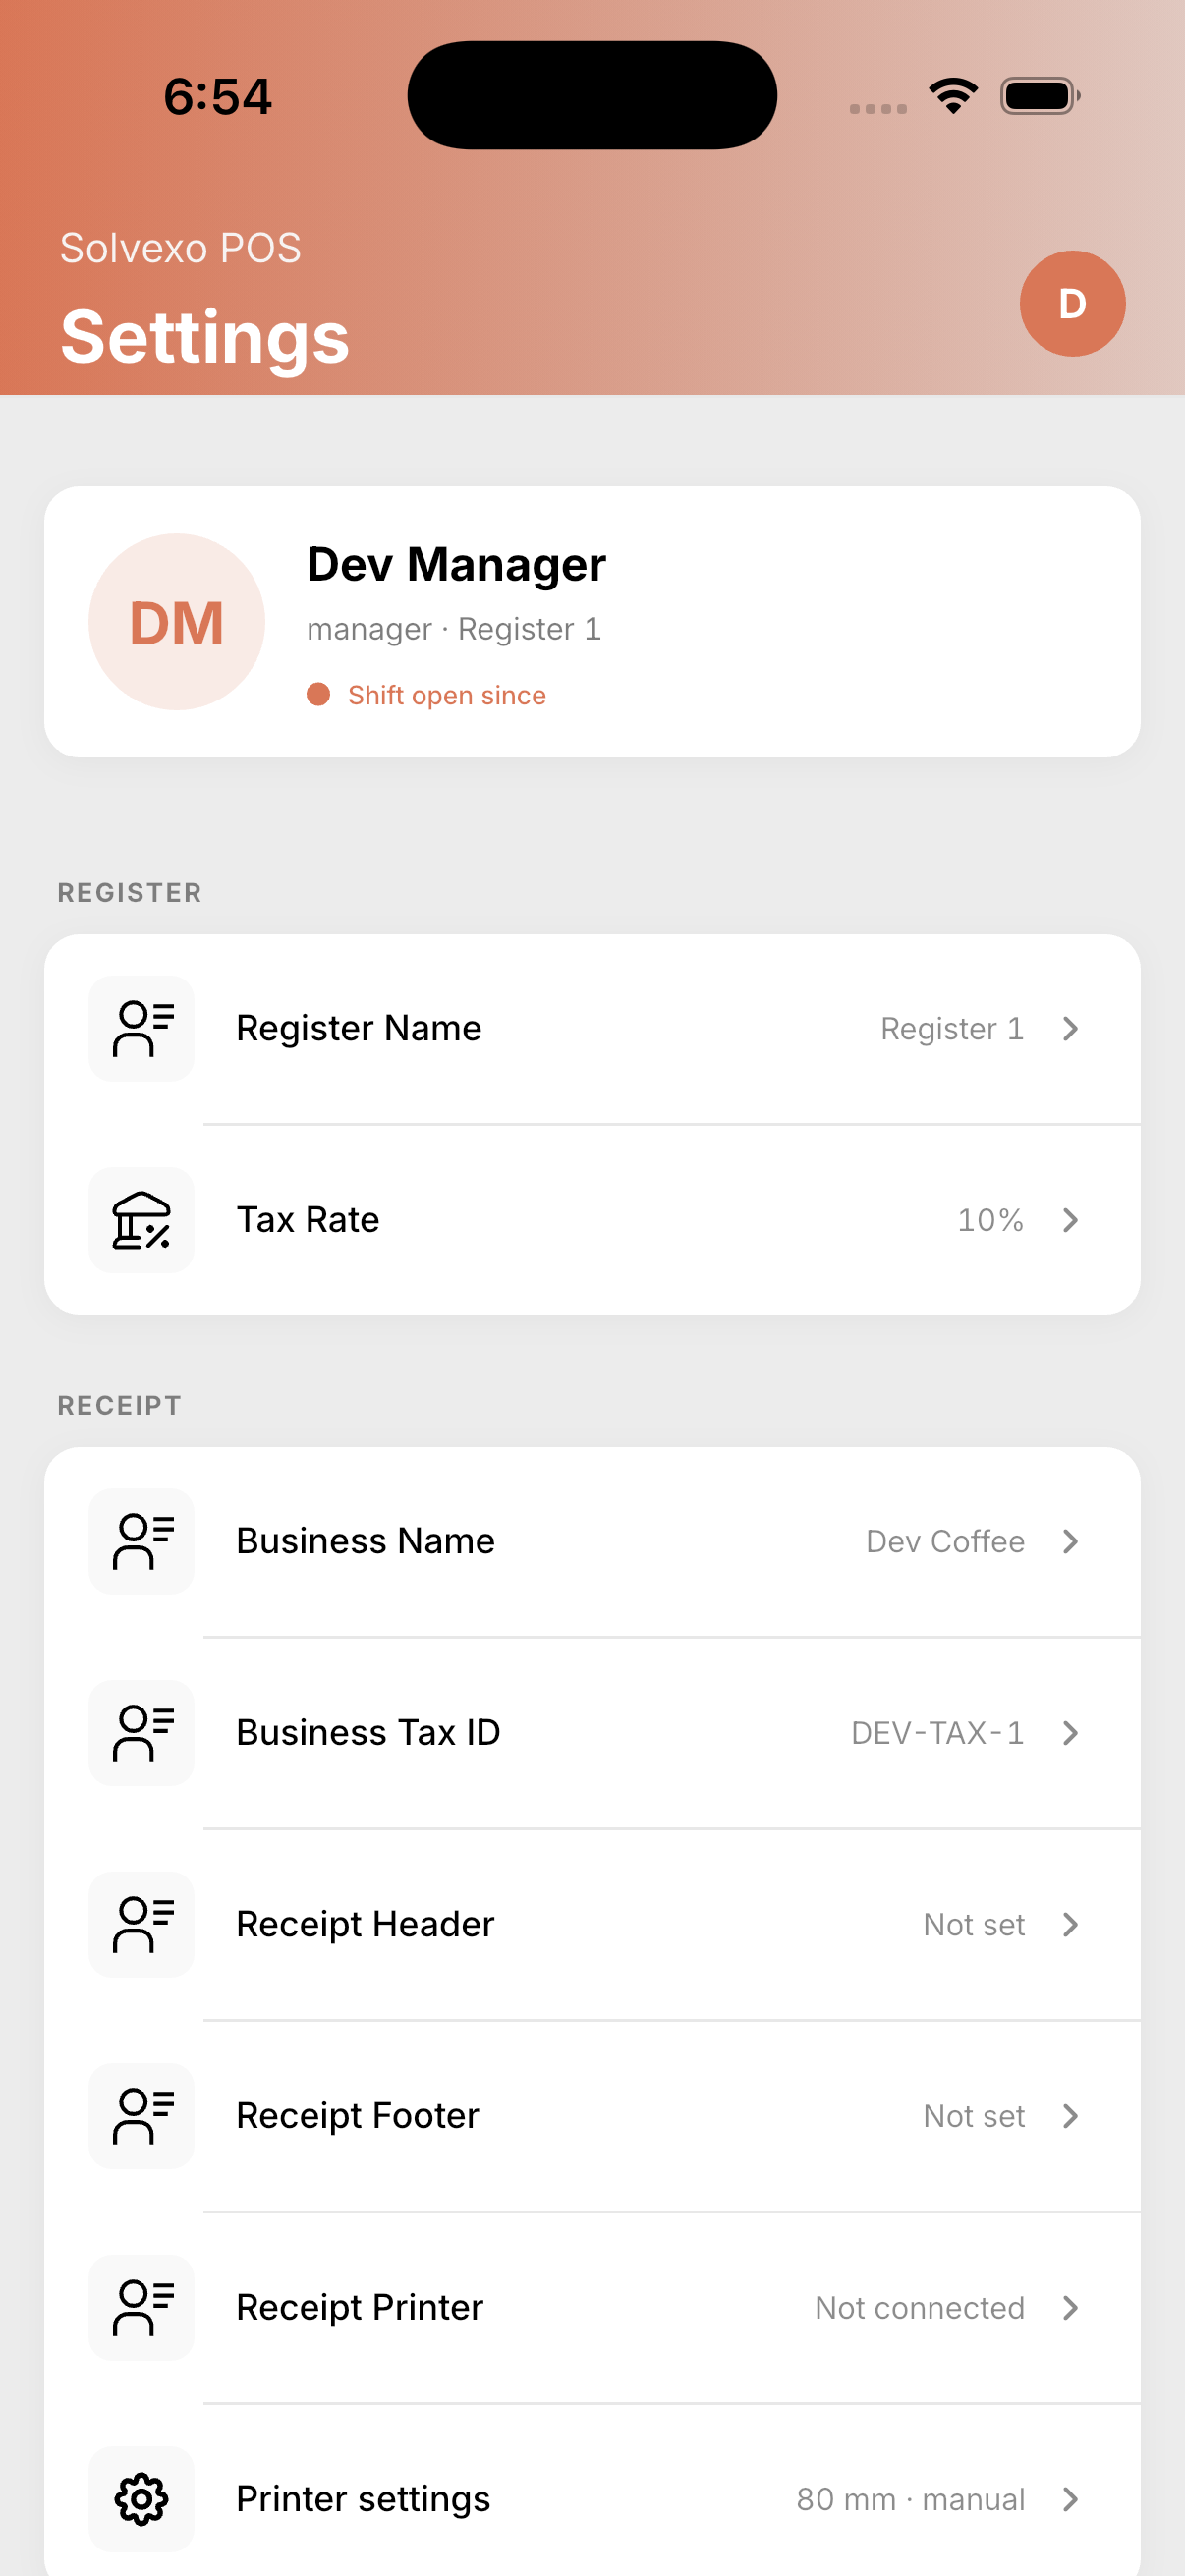 6:54
Solvexo POS
Settings
D
DM
Dev Manager
manager · Register 1
Shift open since
REGISTER
Register Name
Register 1
Tax Rate
10%
RECEIPT
Business Name
Dev Coffee
Business Tax ID
DEV-TAX-1
Receipt Header
Not set
Receipt Footer
Not set
Receipt Printer
Not connected
Printer settings
80 mm · manual